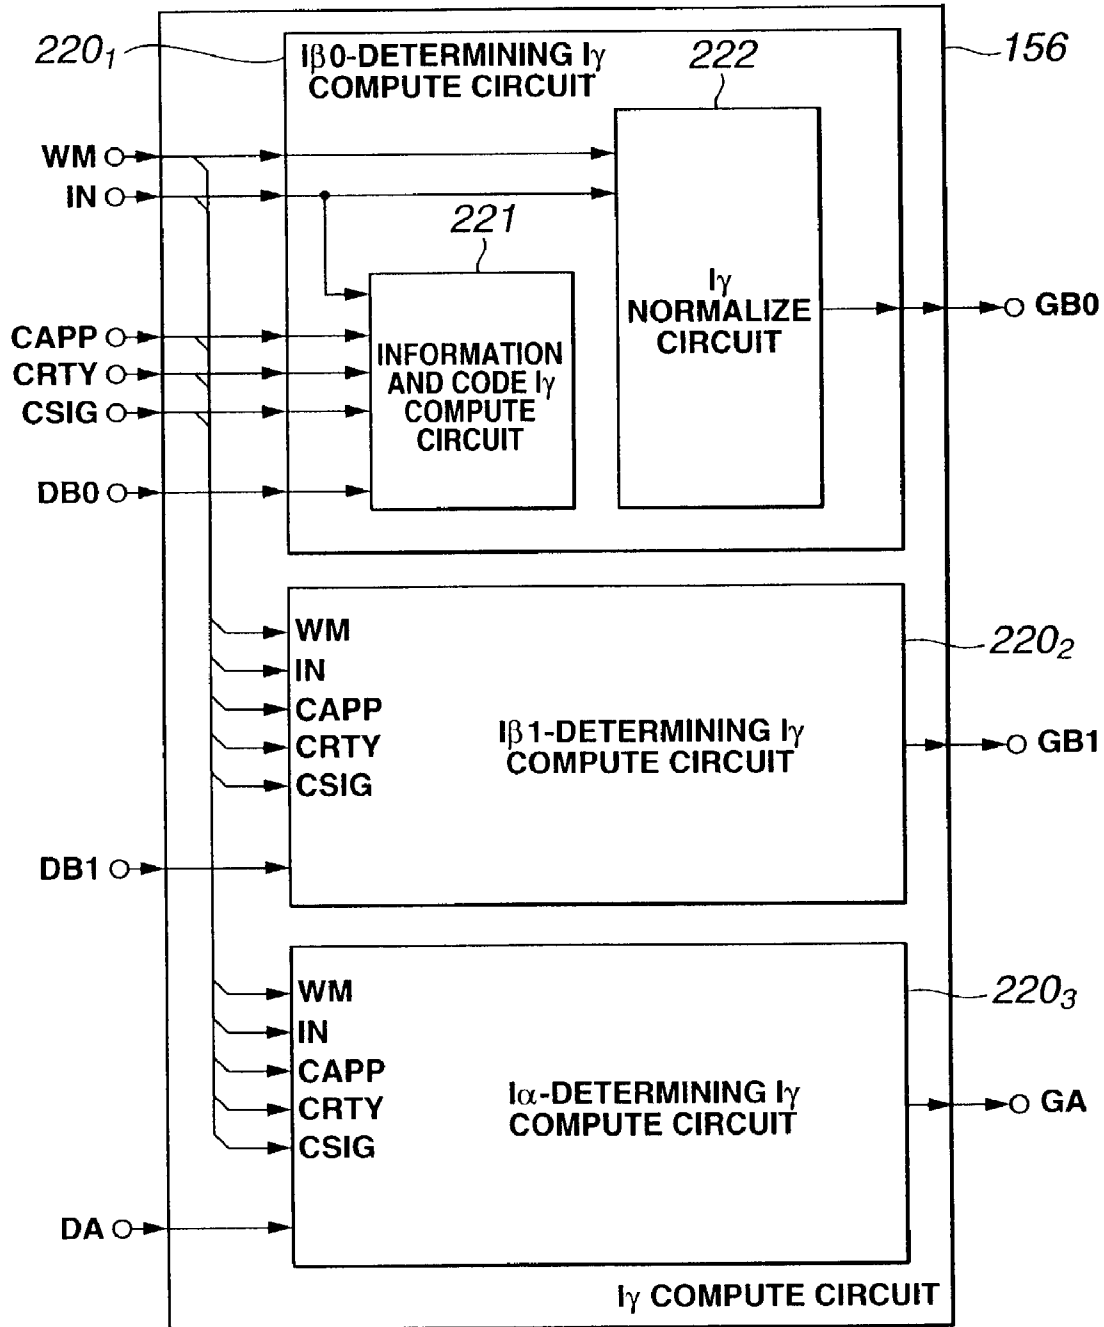 220₁
Iβ0-DETERMINING Iγ
COMPUTE CIRCUIT
222
156
WM
IN
221
Iγ
NORMALIZE
CIRCUIT
GB0
CAPP
CRTY
CSIG
INFORMATION
AND CODE Iγ
COMPUTE
CIRCUIT
DB0
WM
IN
CAPP
CRTY
CSIG
Iβ1-DETERMINING Iγ
COMPUTE CIRCUIT
220₂
GB1
DB1
WM
IN
CAPP
CRTY
CSIG
Iα-DETERMINING Iγ
COMPUTE CIRCUIT
220₃
GA
DA
Iγ COMPUTE CIRCUIT